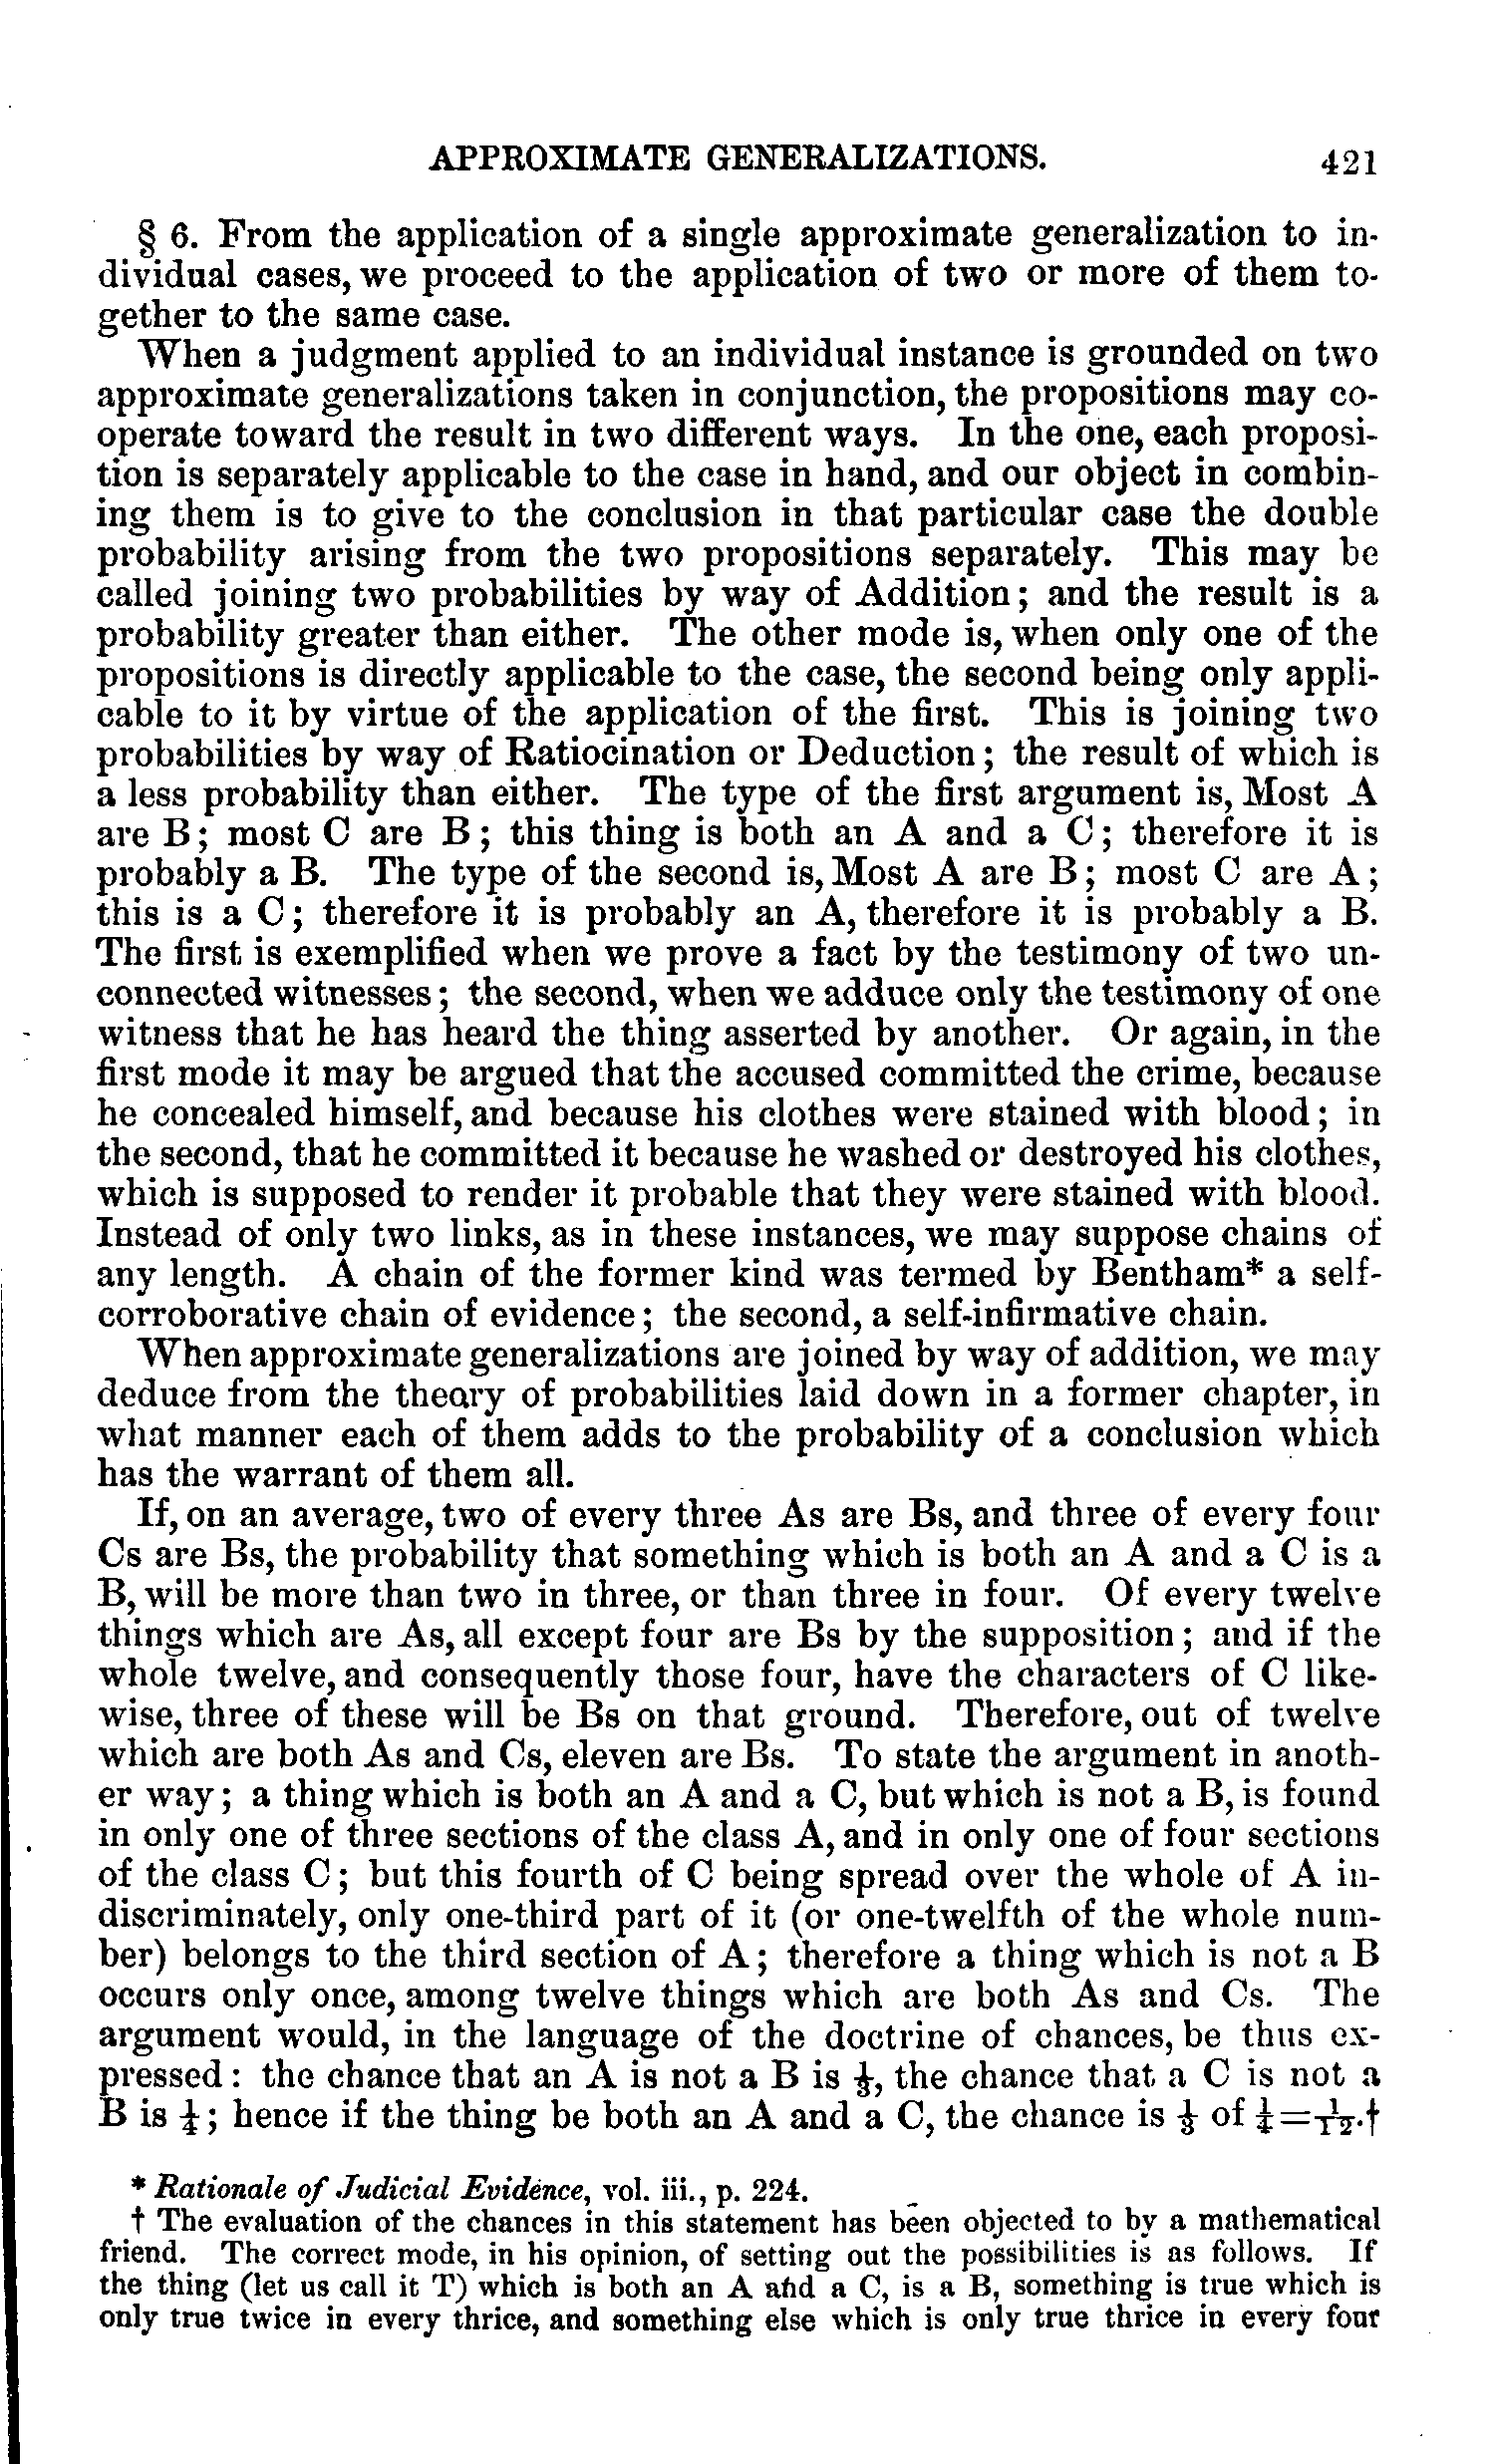 APPROXIMATE GENERALIZATIONS. 421
§ 6. From the application of a single approximate generalization to in-
dividual cases, we proceed to the application of two or more of them to-
gether to the same case.
When a judgment applied to an individual instance is grounded on two
approximate generalizations taken in conjunction, the propositions may co-
operate toward the result in two different ways. In the one, each proposi-
tion is separately applicable to the case in hand, and our object in combin-
ing them is to give to the conclusion in that particular case the double
probability arising from the two propositions separately. This may be
called joining two probabilities by way of Addition; and the result is a
probability greater than either. The other mode is, when only one of the
propositions is directly applicable to the case, the second being only appli-
cable to it by virtue of the application of the first. This is joining two
probabilities by way of Ratiocination or Deduction; the result of which is
a less probability than either. The type of the first argument is, Most A
are B; most C are B; this thing is both an A and a C; therefore it is
probably a B. The type of the second is, Most A are B; most C are A;
this is a C; therefore it is probably an A, therefore it is probably a B.
The first is exemplified when we prove a fact by the testimony of two un-
connected witnesses; the second, when we adduce only the testimony of one
witness that he has heard the thing asserted by another. Or again, in the
first mode it may be argued that the accused committed the crime, because
he concealed himself, and because his clothes were stained with blood; in
the second, that he committed it because he washed or destroyed his clothes,
which is supposed to render it probable that they were stained with blood.
Instead of only two links, as in these instances, we may suppose chains of
any length. A chain of the former kind was termed by Bentham* a self-
corroborative chain of evidence; the second, a self-infirmative chain.
When approximate generalizations are joined by way of addition, we may
deduce from the theory of probabilities laid down in a former chapter, in
what manner each of them adds to the probability of a conclusion which
has the warrant of them all.
If, on an average, two of every three As are Bs, and three of every four
Cs are Bs, the probability that something which is both an A and a C is a
B, will be more than two in three, or than three in four. Of every twelve
things which are As, all except four are Bs by the supposition; and if the
whole twelve, and consequently those four, have the characters of C like-
wise, three of these will be Bs on that ground. Therefore, out of twelve
which are both As and Cs, eleven are Bs. To state the argument in anoth-
er way; a thing which is both an A and a C, but which is not a B, is found
in only one of three sections of the class A, and in only one of four sections
of the class C; but this fourth of C being spread over the whole of A in-
discriminately, only one-third part of it (or one-twelfth of the whole num-
ber) belongs to the third section of A; therefore a thing which is not a B
occurs only once, among twelve things which are both As and Cs. The
argument would, in the language of the doctrine of chances, be thus ex-
pressed: the chance that an A is not a B is ⅓, the chance that a C is not a
B is ¼; hence if the thing be both an A and a C, the chance is ⅓ of ¼=1/12.†
* Rationale of Judicial Evidence, vol. iii., p. 224.
† The evaluation of the chances in this statement has been objected to by a mathematical
friend. The correct mode, in his opinion, of setting out the possibilities is as follows. If
the thing (let us call it T) which is both an A and a C, is a B, something is true which is
only true twice in every thrice, and something else which is only true thrice in every four